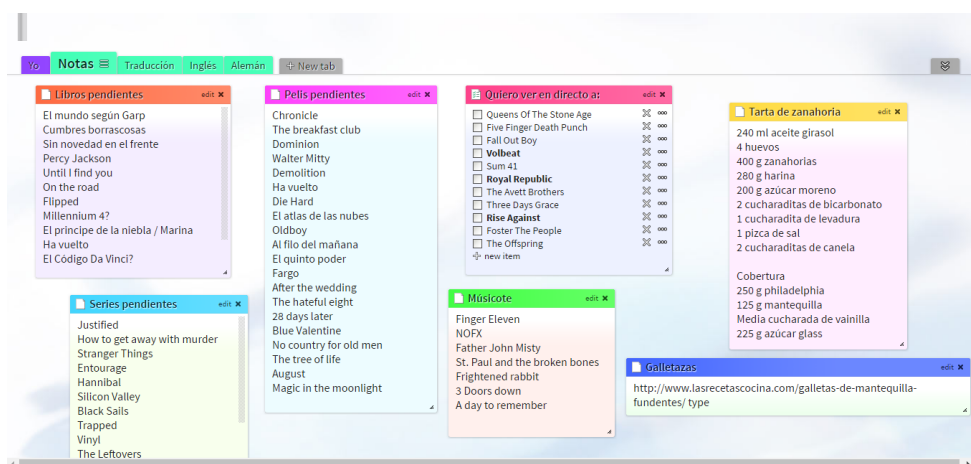 Yo
Notas
Traducción
Inglés
Alemán
New tab
Libros pendientes
edit
El mundo según Garp
Cumbres borrascosas
Sin novedad en el frente
Percy Jackson
Until I find you
On the road
Flipped
Millennium 4?
El principe de la niebla / Marina
Ha vuelto
El Código Da Vinci?
Series pendientes
edit
Justified
How to get away with murder
Stranger Things
Entourage
Hannibal
Silicon Valley
Black Sails
Trapped
Vinyl
The Leftovers
Pelis pendientes
edit
Chronicle
The breakfast club
Dominion
Walter Mitty
Demolition
Ha vuelto
Die Hard
El atlas de las nubes
Oldboy
Al filo del mañana
El quinto poder
Fargo
After the wedding
The hateful eight
28 days later
Blue Valentine
No country for old men
The tree of life
August
Magic in the moonlight
Quiero ver en directo a:
edit
Queens Of The Stone Age
Five Finger Death Punch
Fall Out Boy
Volbeat
Sum 41
Royal Republic
The Avett Brothers
Three Days Grace
Rise Against
Foster The People
The Offspring
new item
Músicote
edit
Finger Eleven
NOFX
Father John Misty
St. Paul and the broken bones
Frightened rabbit
3 Doors down
A day to remember
Tarta de zanahoria
edit
240 ml aceite girasol
4 huevos
400 g zanahorias
280 g harina
200 g azúcar moreno
2 cucharaditas de bicarbonato
1 cucharadita de levadura
1 pizca de sal
2 cucharaditas de canela
Cobertura
250 g philadelphia
125 g mantequilla
Media cucharada de vainilla
225 g azúcar glass
Galletazas
edit
http://www.lasrecetascocina.com/galletas-de-mantequilla-
fundentes/ type